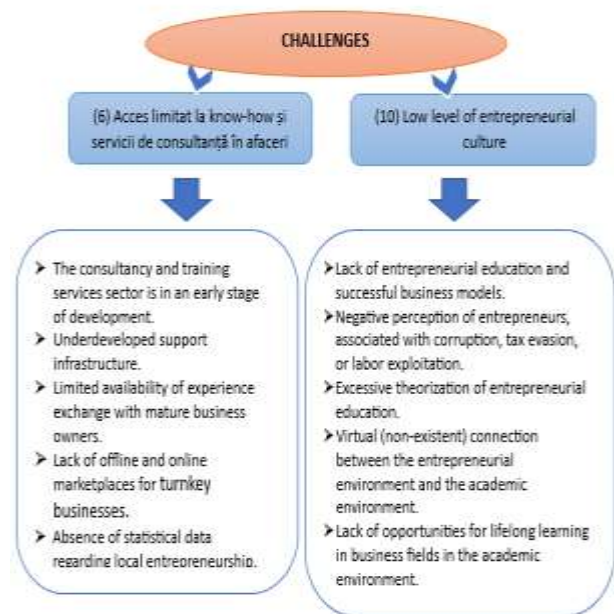 CHALLENGES
(6) Acces limitat la know-how și
servicii de consultanță în afaceri
(10) Low level of entrepreneurial
culture
➤ The consultancy and training
services sector is in an early stage
of development.
➤ Underdeveloped support
infrastructure.
➤ Limited availability of experience
exchange with mature business
owners.
➤ Lack of offline and online
marketplaces for turnkey
businesses.
➤ Absence of statistical data
regarding local entrepreneurship.
➤ Lack of entrepreneurial education and
successful business models.
➤ Negative perception of entrepreneurs,
associated with corruption, tax evasion,
or labor exploitation.
➤ Excessive theorization of entrepreneurial
education.
➤ Virtual (non-existent) connection
between the entrepreneurial
environment and the academic
environment.
➤ Lack of opportunities for lifelong learning
in business fields in the academic
environment.